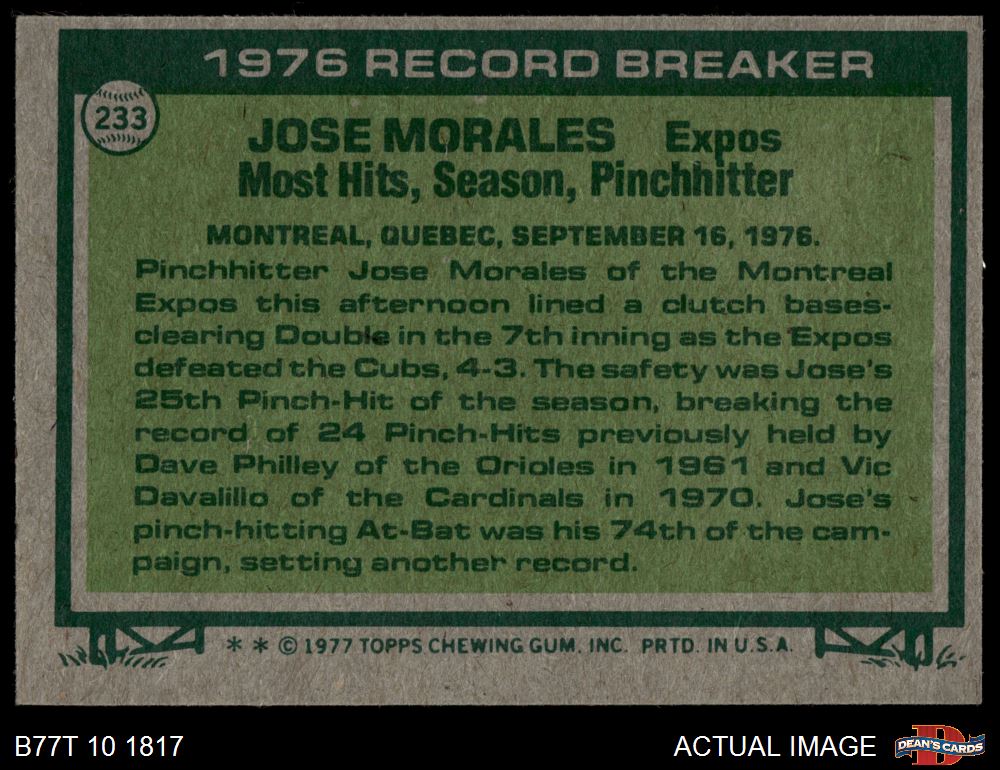 1976 RECORD BREAKER
233
JOSE MORALES Expos
Most Hits, Season, Pinchhitter
MONTREAL, QUEBEC, SEPTEMBER 16, 1976.
Pinchhitter Jose Morales of the Montreal
Expos this afternoon lined a clutch bases-
clearing Double in the 7th inning as the Expos
defeated the Cubs, 4-3. The safety was Jose's
25th Pinch-Hit of the season, breaking the
record of 24 Pinch-Hits previously held by
Dave Philley of the Orioles in 1961 and Vic
Davalillo of the Cardinals in 1970. Jose's
pinch-hitting At-Bat was his 74th of the cam-
paign, setting another record.
* * © 1977 TOPPS CHEWING GUM, INC. PRTD. IN U.S.A.
B77T 10 1817
ACTUAL IMAGE
DEAN'S CARDS